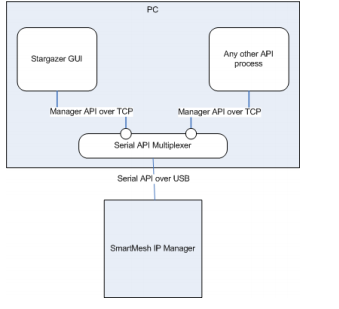 PC
Stargazer GUI
Any other API
process
Manager API over TCP
Manager API over TCP
Serial API Multiplexer
Serial API over USB
SmartMesh IP Manager